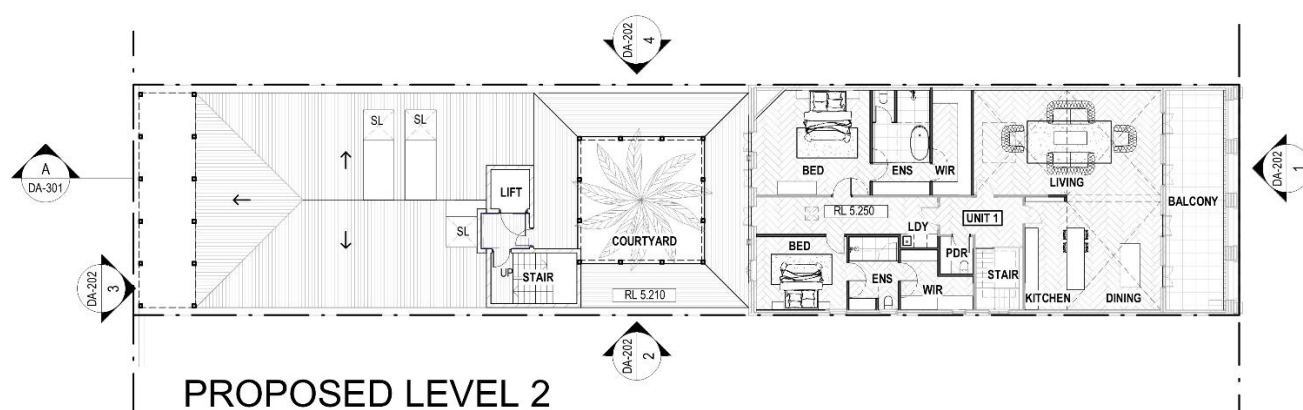 DA-202
4
SL
SL
A
DA-301
BED
ENS
WIR
LIVING
DA-202
1
LIFT
RL 5.250
UNIT 1
BALCONY
SL
LDY
COURTYARD
BED
PDR
UP
STAIR
ENS
STAIR
DA-202
3
RL 5.210
WIR
KITCHEN
DINING
DA-202
2
PROPOSED LEVEL 2